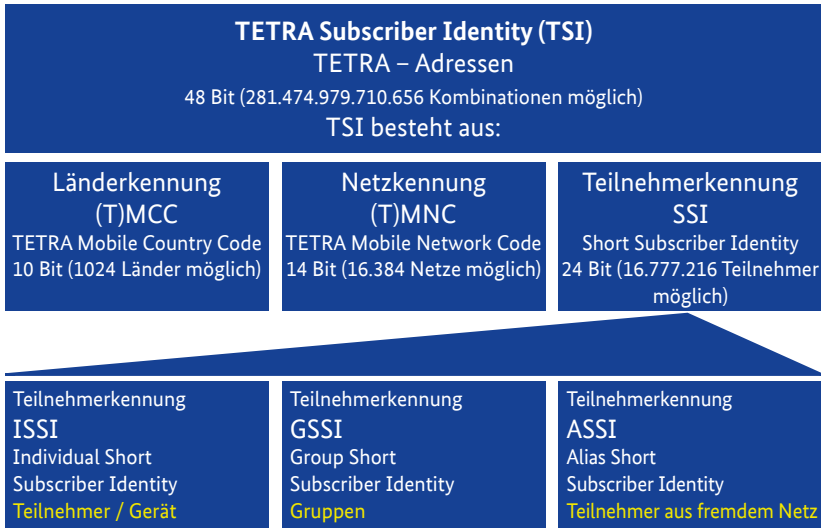 TETRA Subscriber Identity (TSI)
TETRA – Adressen
48 Bit (281.474.979.710.656 Kombinationen möglich)
TSI besteht aus:
Länderkennung
(T)MCC
TETRA Mobile Country Code
10 Bit (1024 Länder möglich)
Netzkennung
(T)MNC
TETRA Mobile Network Code
14 Bit (16.384 Netze möglich)
Teilnehmerkennung
SSI
Short Subscriber Identity
24 Bit (16.777.216 Teilnehmer
möglich)
Teilnehmerkennung
ISSI
Individual Short
Subscriber Identity
Teilnehmer / Gerät
Teilnehmerkennung
GSSI
Group Short
Subscriber Identity
Gruppen
Teilnehmerkennung
ASSI
Alias Short
Subscriber Identity
Teilnehmer aus fremdem Netz